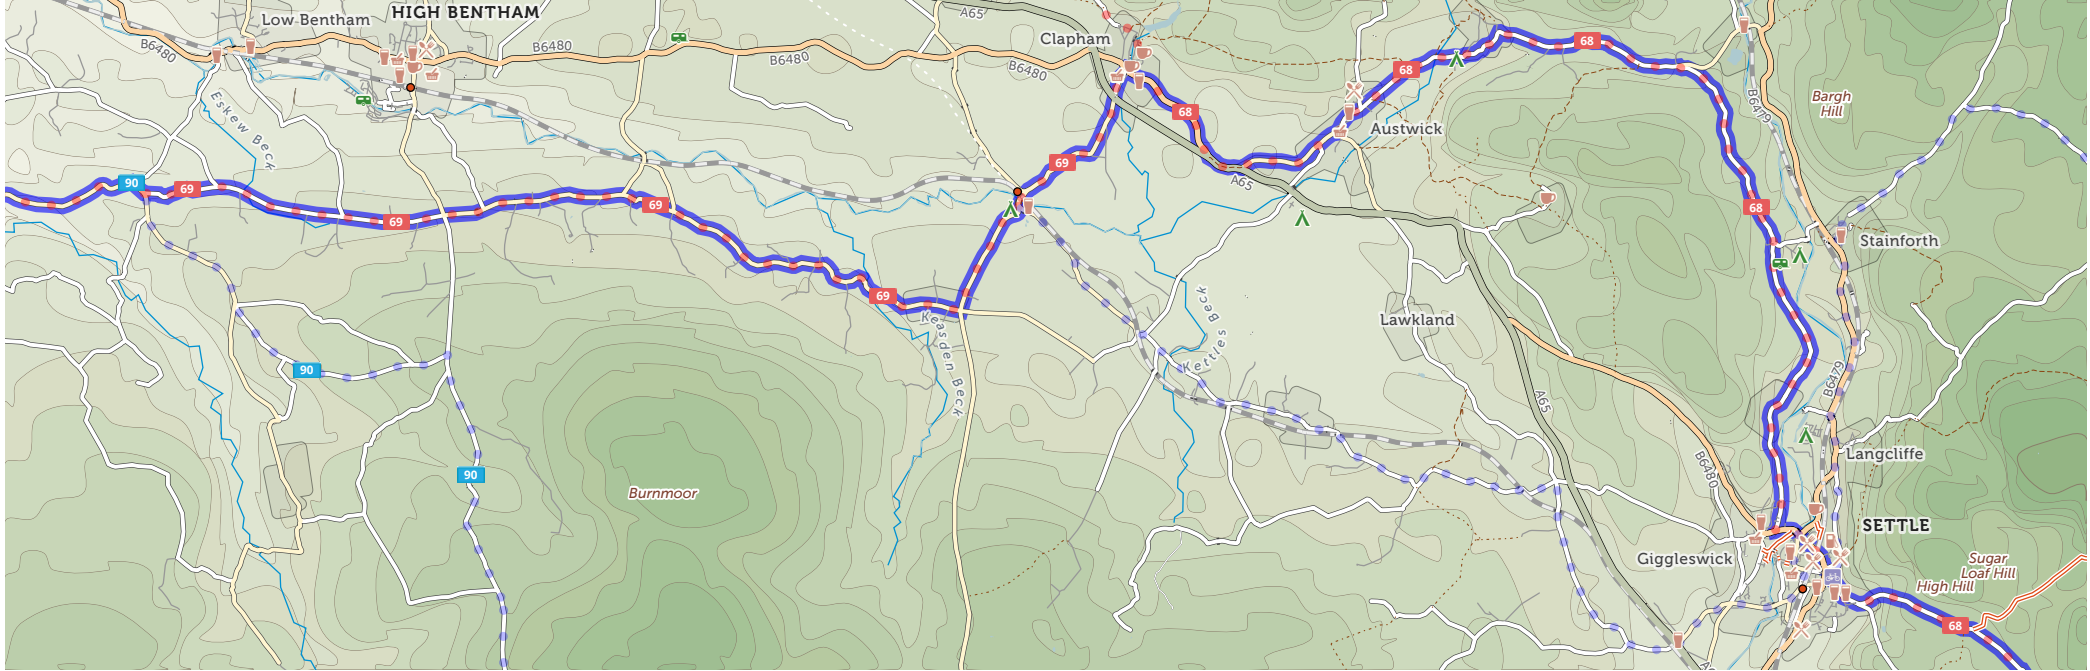 HIGH BENTHAM
Low Bentham
A65
Clapham
B6480
B6480
B6480
B6480
68
68
68
Bargh
Hill
B6479
Eskew Beck
Austwick
69
90
69
A65
68
69
69
Stainforth
69
Kettles Beck
Lawkland
Keasden Beck
90
B6479
A65
Langcliffe
B6480
90
Burnmoor
SETTLE
Giggleswick
Sugar
Loaf Hill
High Hill
68